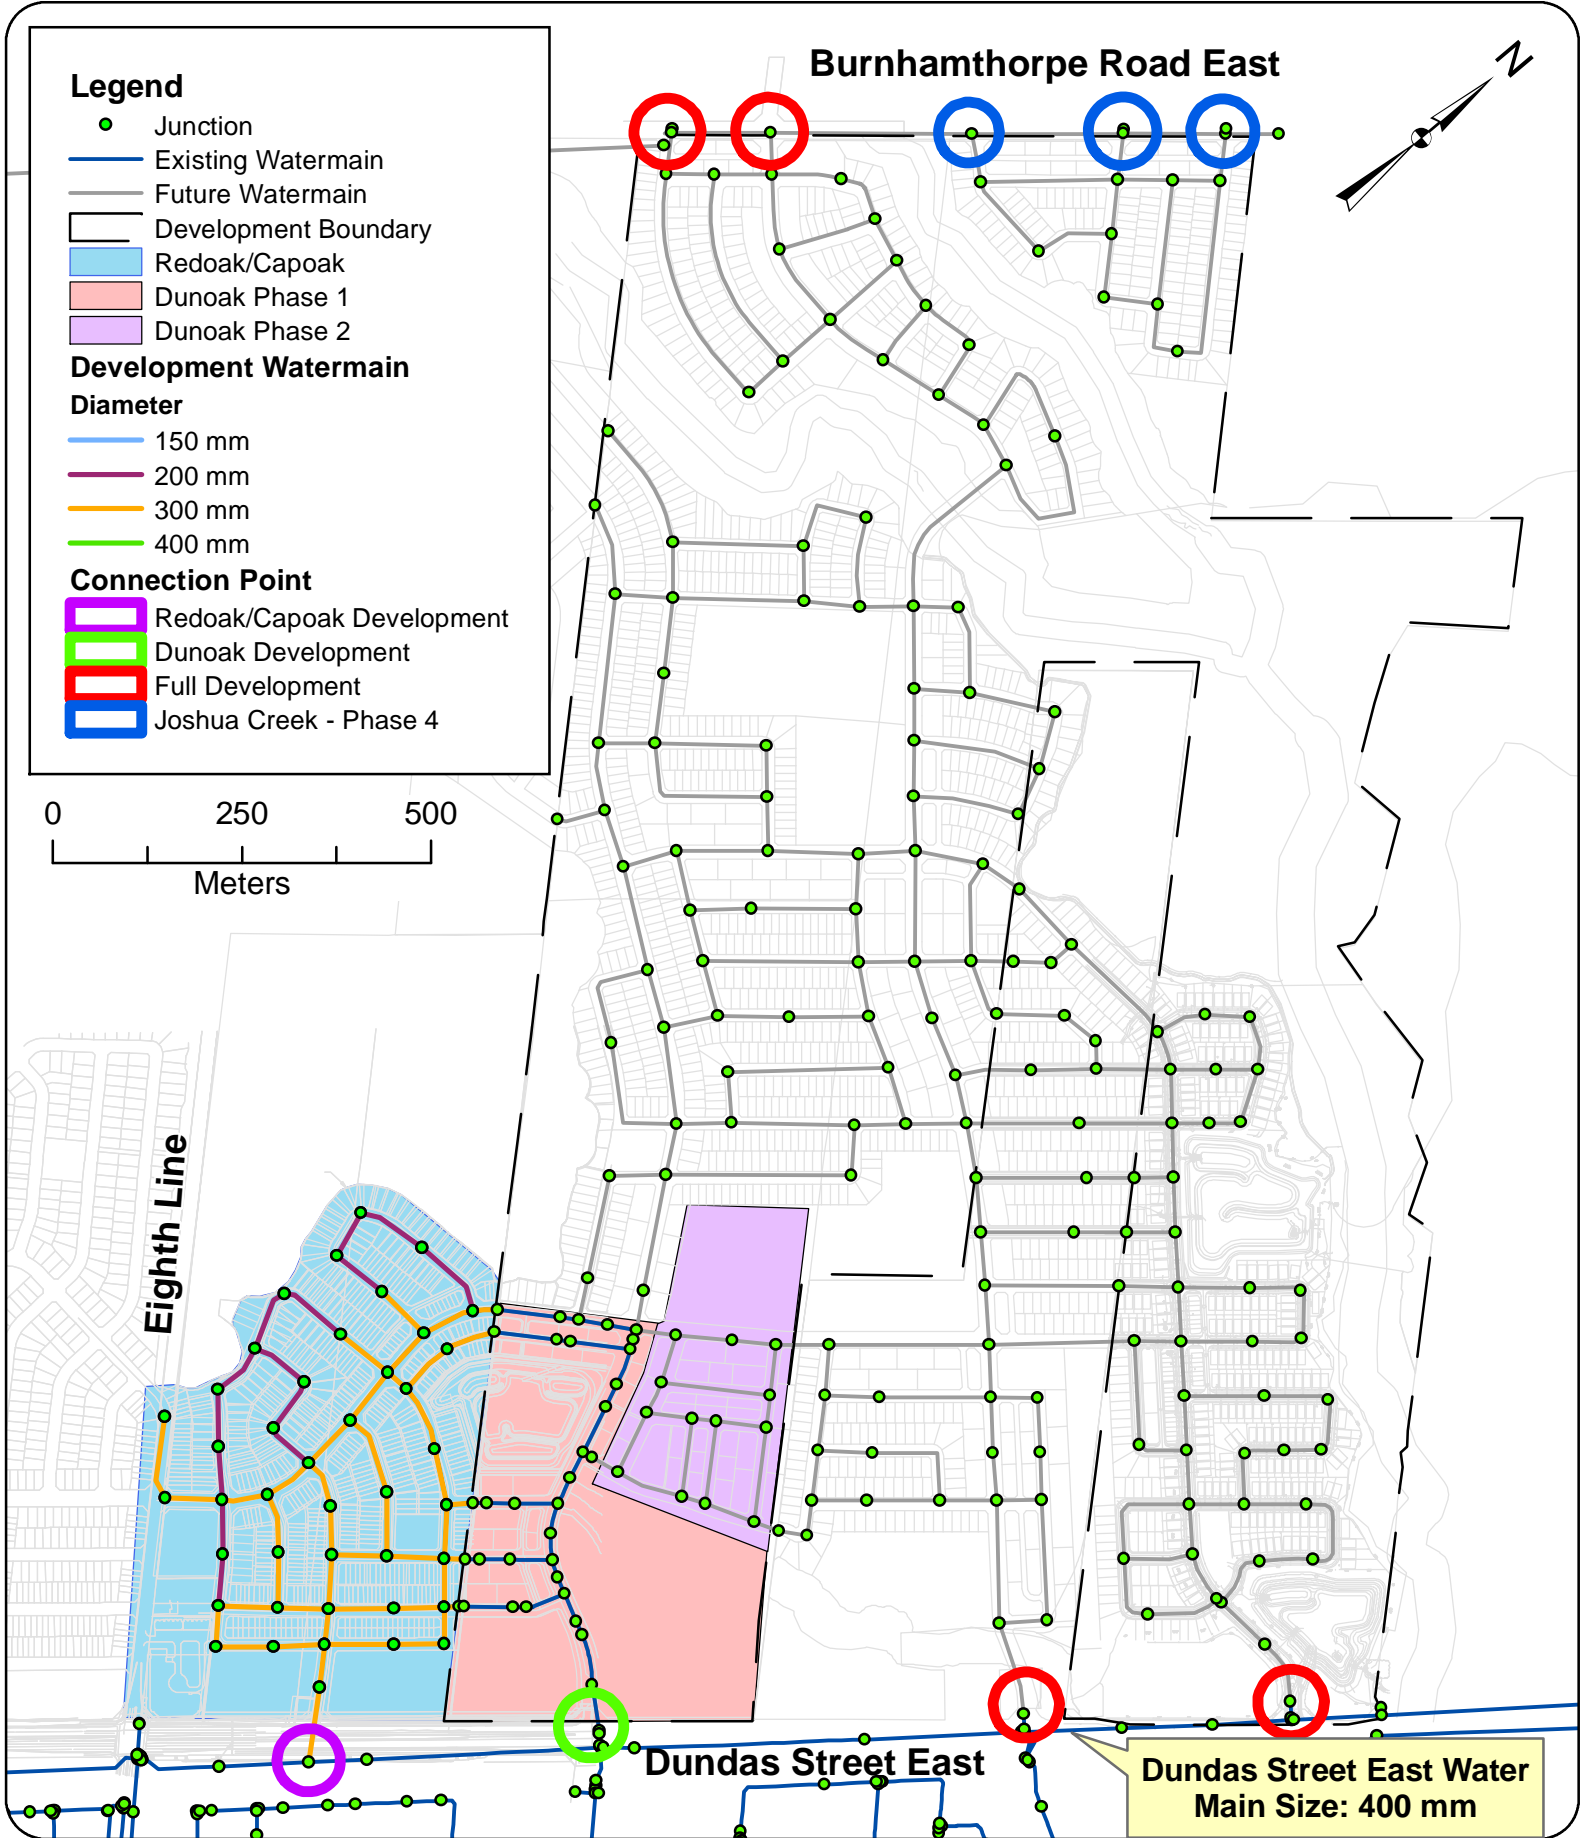 Burnhamthorpe Road East
N
Legend
Junction
Existing Watermain
Future Watermain
Development Boundary
Redoak/Capoak
Dunoak Phase 1
Dunoak Phase 2
Development Watermain
Diameter
150 mm
200 mm
300 mm
400 mm
Connection Point
Redoak/Capoak Development
Dunoak Development
Full Development
Joshua Creek - Phase 4
0 250 500
Meters
Eighth Line
Dundas Street East
Dundas Street East Water
Main Size: 400 mm